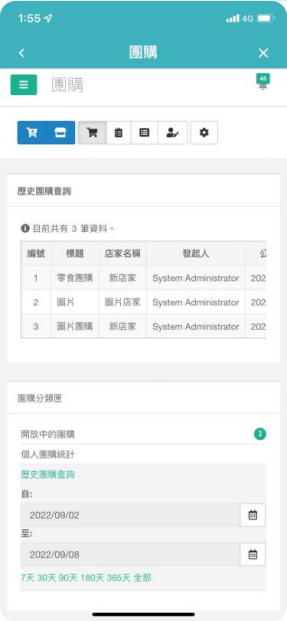 1:55 4G
團購
團購 46
歷史團購查詢
目前共有 3 筆資料。
編號 標題 店家名稱 發起人
1 零食團購 新店家 System Administrator 202
2 圖片 圖片店家 System Administrator 202
3 圖片團購 新店家 System Administrator 202
團購分類匣
開放中的團購 2
個人團購統計
歷史團購查詢
自:
2022/09/02
至:
2022/09/08
7天 30天 90天 180天 365天 全部